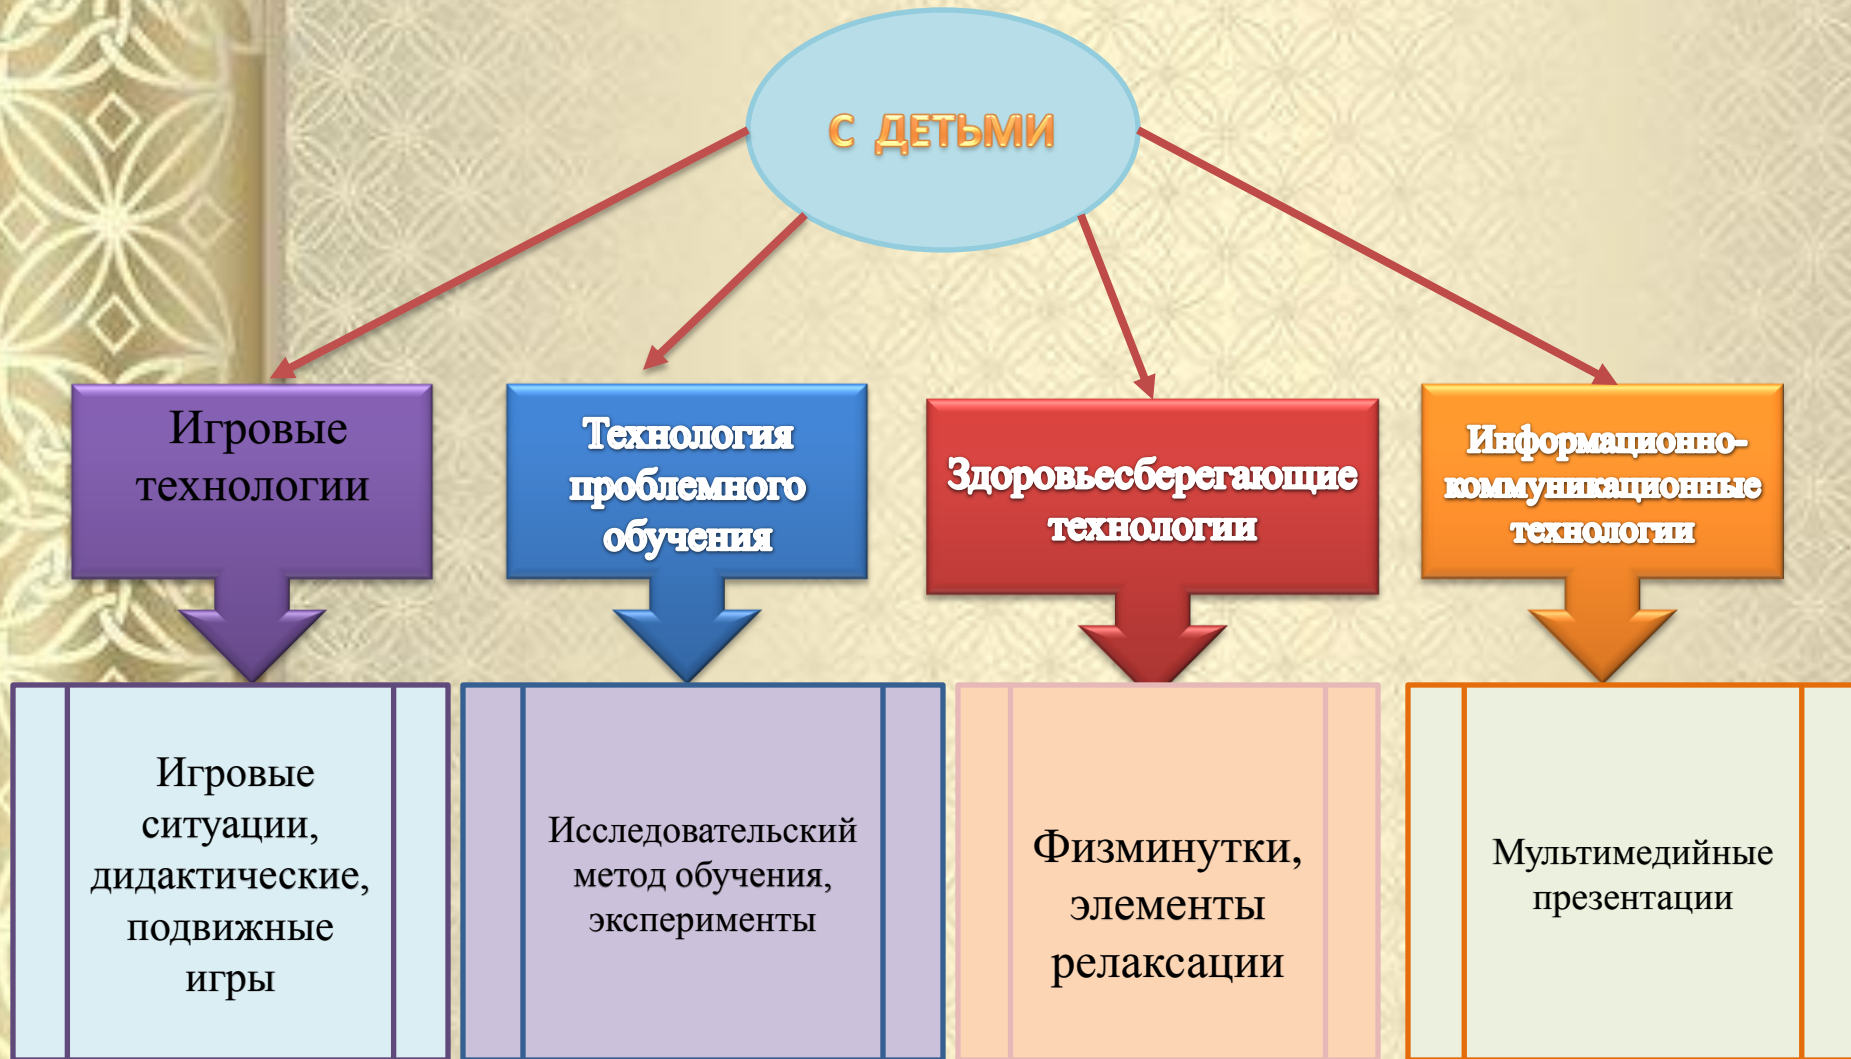 С ДЕТЬМИ
Игровые
технологии
Технология
проблемного
обучения
Здоровьесберегающие
технологии
Информационно-
коммуникационные
технологии
Игровые
ситуации,
дидактические,
подвижные
игры
Исследовательский
метод обучения,
эксперименты
Физминутки,
элементы
релаксации
Мультимедийные
презентации